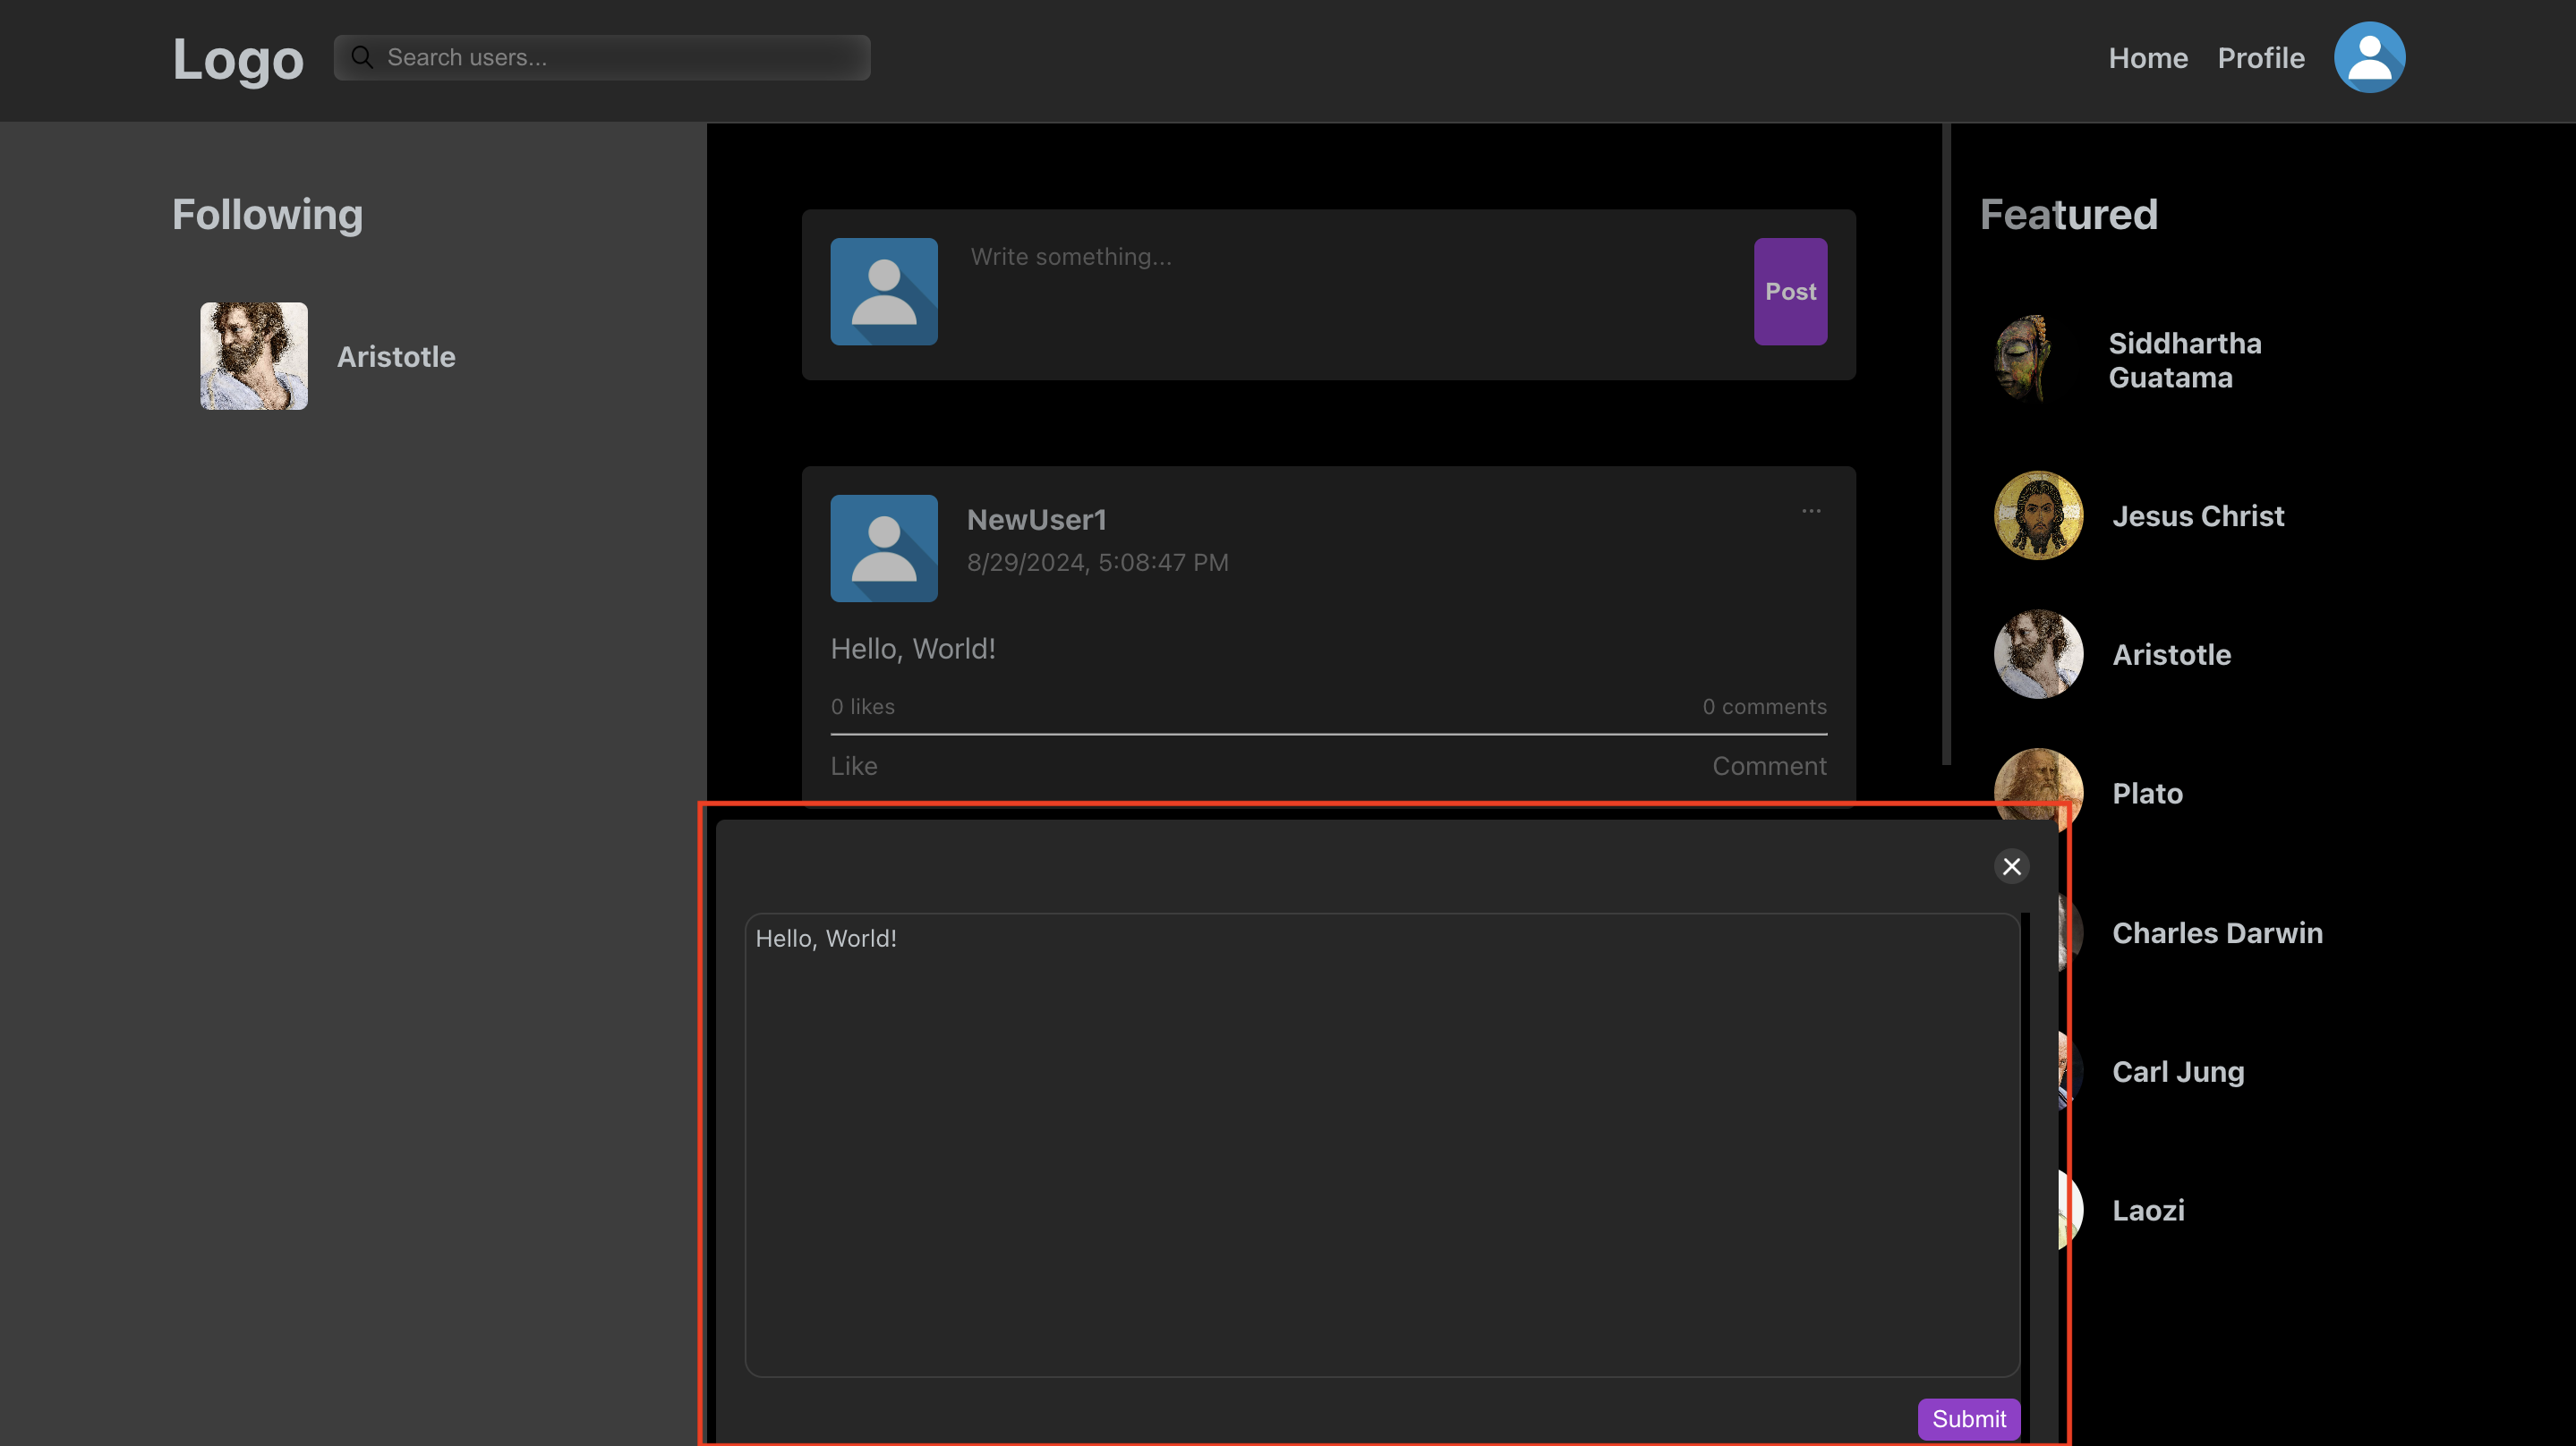 Logo
Search users...
Home
Profile
Following
Aristotle
Write something...
Post
NewUser1
...
8/29/2024, 5:08:47 PM
Hello, World!
0 likes
0 comments
Like
Comment
Featured
Siddhartha
Guatama
Jesus Christ
Aristotle
Plato
Charles Darwin
Carl Jung
Laozi
Hello, World!
Submit